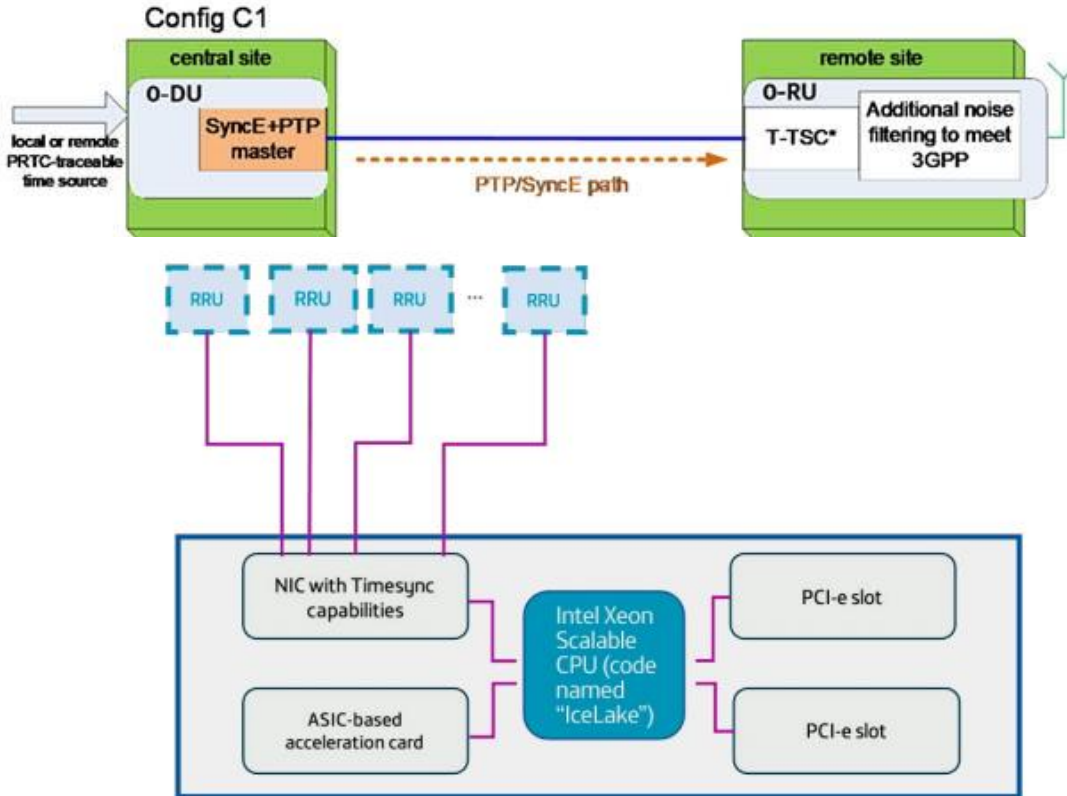 Config C1
central site
O-DU
SyncE+PTP
master
local or remote
PRTC-traceable
time source
PTP/SyncE path
remote site
O-RU
T-TSC*
Additional noise
filtering to meet
3GPP
RRU
RRU
RRU
...
RRU
NIC with Timesync
capabilities
Intel Xeon
Scalable
CPU (code
named
“IceLake”)
PCI-e slot
ASIC-based
acceleration card
PCI-e slot